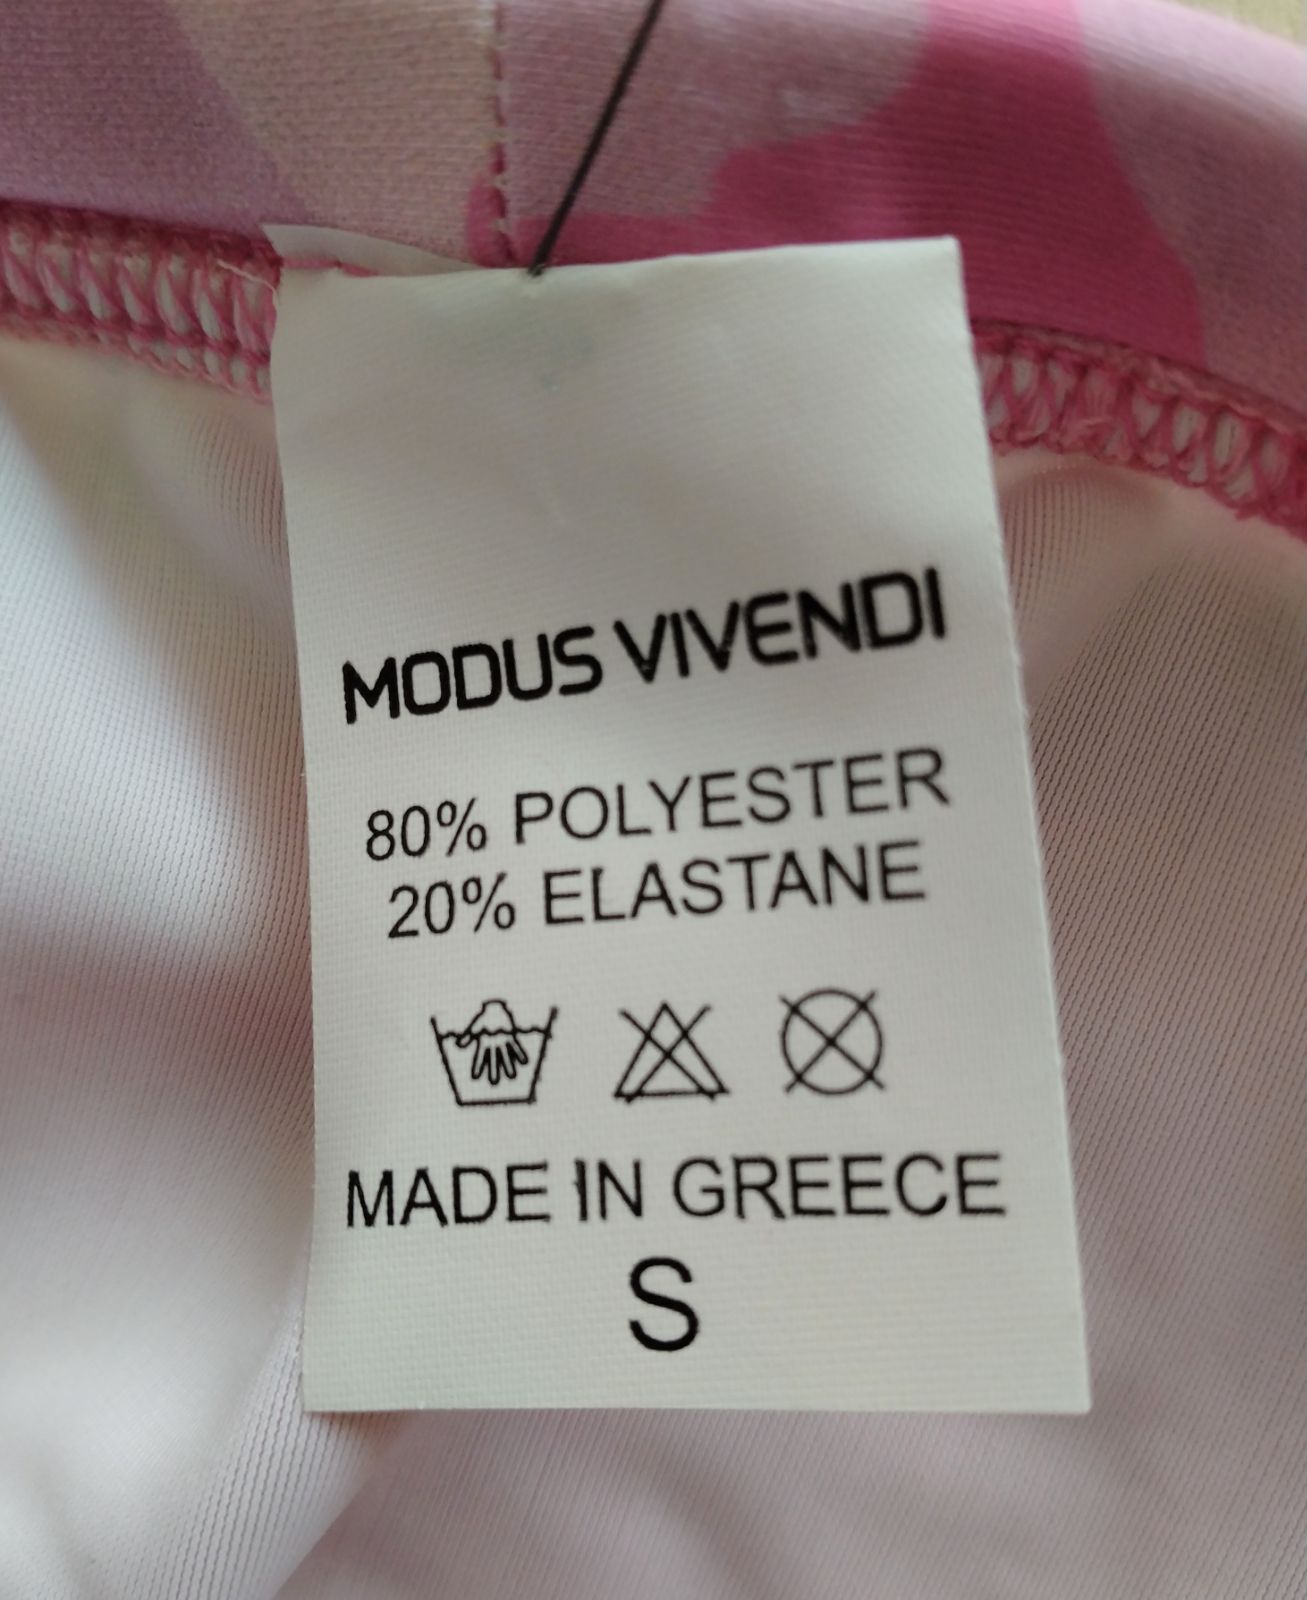 MODUS VIVENDI
80% POLYESTER
20% ELASTANE
MADE IN GREECE
S